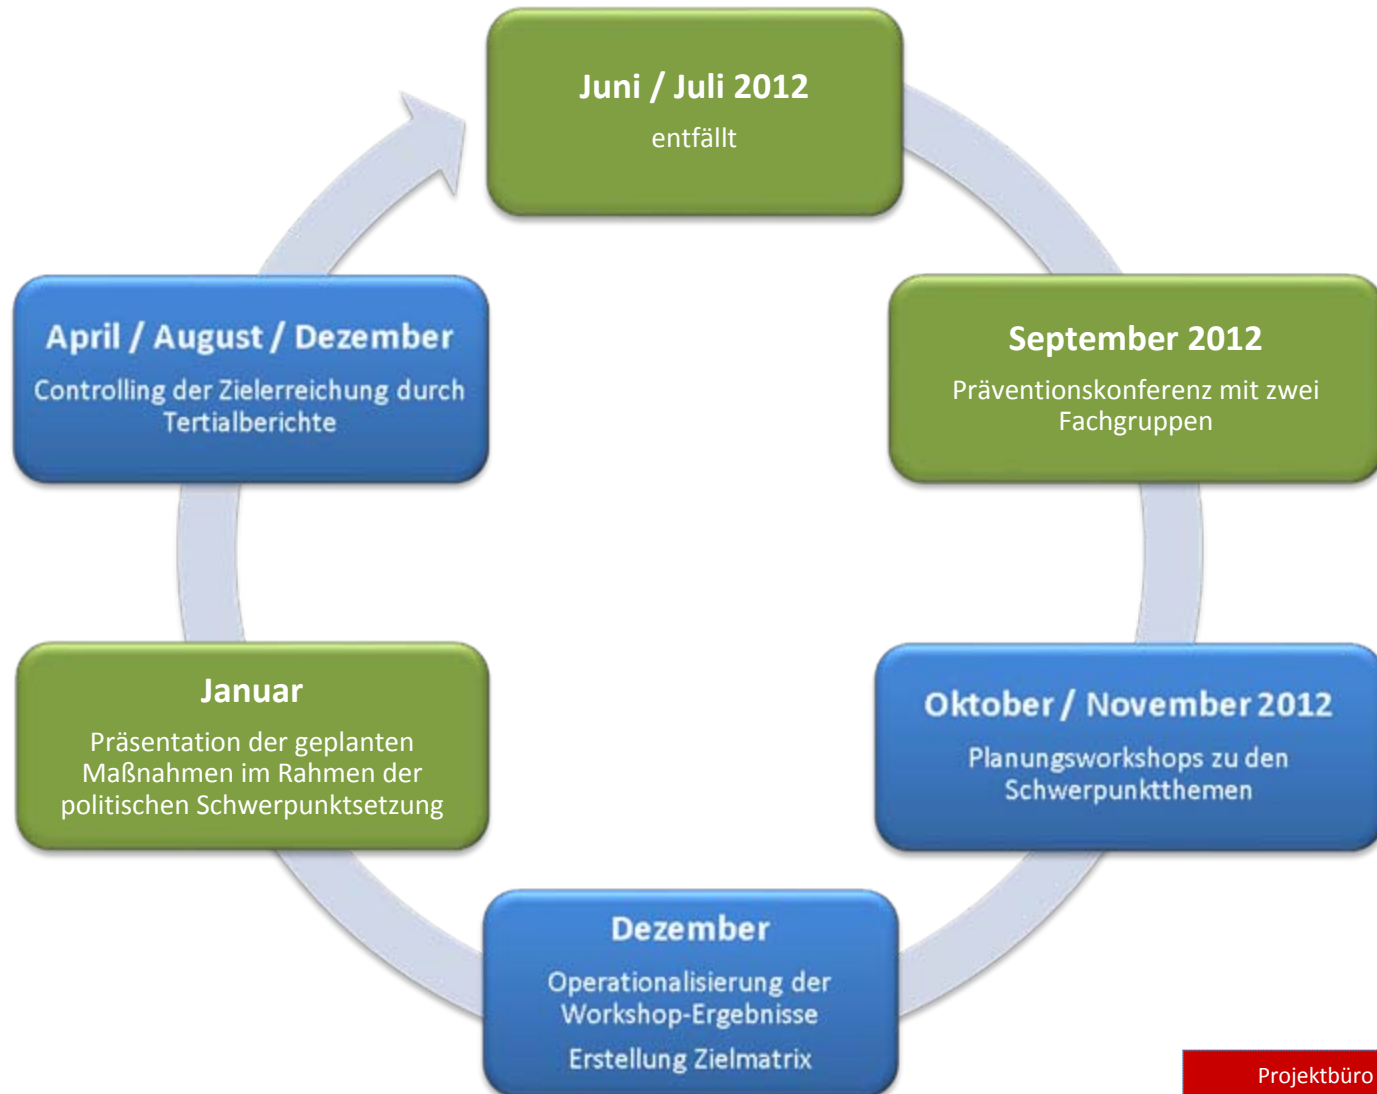 Juni / Juli 2012
entfällt
September 2012
Präventionskonferenz mit zwei
Fachgruppen
Oktober / November 2012
Planungsworkshops zu den
Schwerpunktthemen
Dezember
Operationalisierung der
Workshop-Ergebnisse
Erstellung Zielmatrix
Januar
Präsentation der geplanten
Maßnahmen im Rahmen der
politischen Schwerpunktsetzung
April / August / Dezember
Controlling der Zielerreichung durch
Tertialberichte
Projektbüro